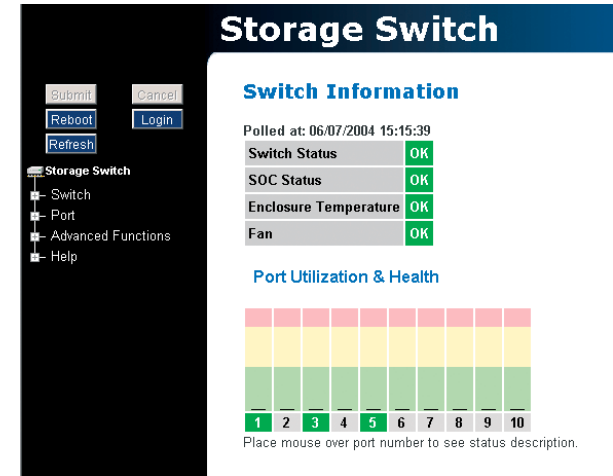 Storage Switch
Submit Cancel
Reboot Login
Refresh
Storage Switch
Switch
Port
Advanced Functions
Help
Switch Information
Polled at: 06/07/2004 15:15:39
Switch Status OK
SOC Status OK
Enclosure Temperature OK
Fan OK
Port Utilization & Health
1 2 3 4 5 6 7 8 9 10
Place mouse over port number to see status description.